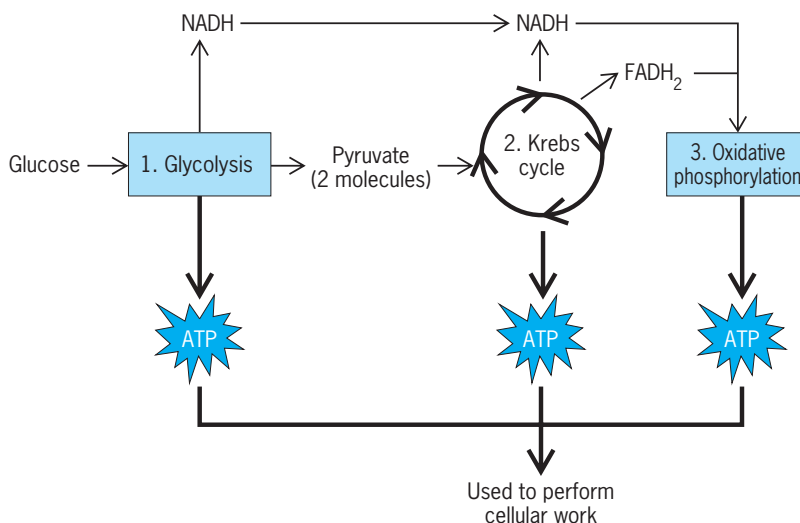 NADH
NADH
FADH₂
Glucose
1. Glycolysis
Pyruvate
(2 molecules)
2. Krebs
cycle
3. Oxidative
phosphorylation
ATP
ATP
ATP
Used to perform
cellular work